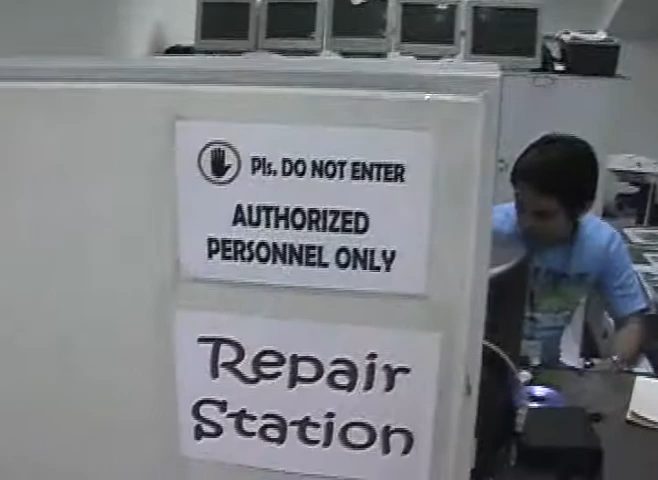 Pls. DO NOT ENTER
AUTHORIZED
PERSONNEL ONLY
Repair
Station